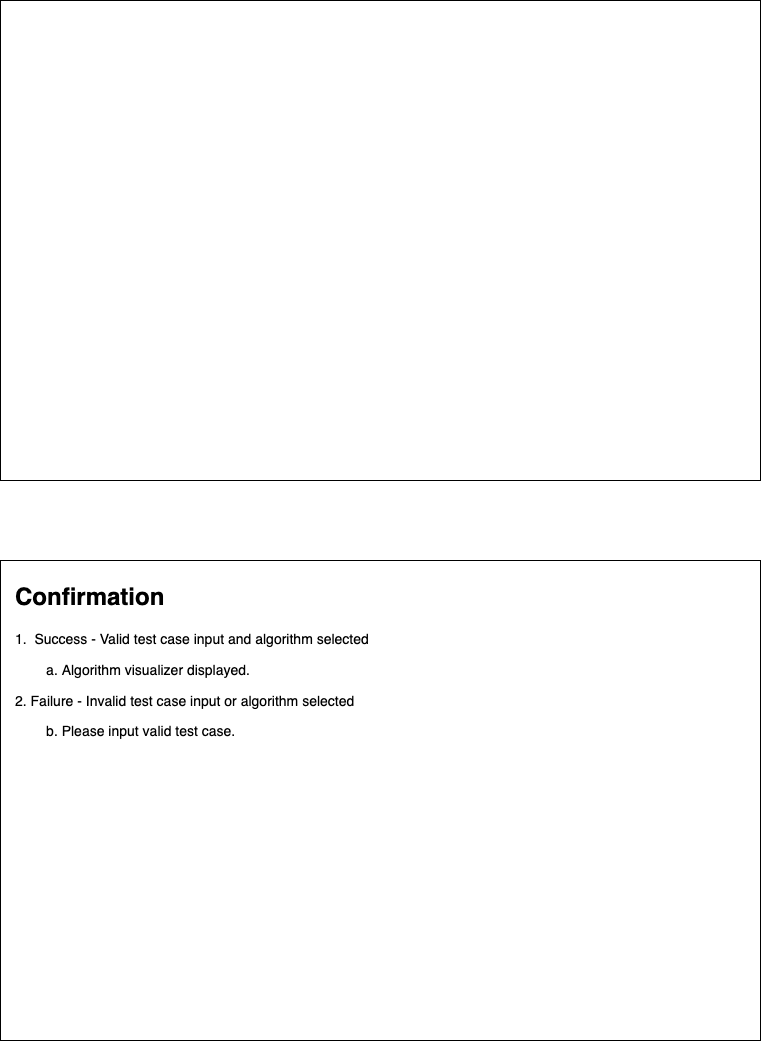 Confirmation
1.  Success - Valid test case input and algorithm selected
a. Algorithm visualizer displayed.
2. Failure - Invalid test case input or algorithm selected
b. Please input valid test case.